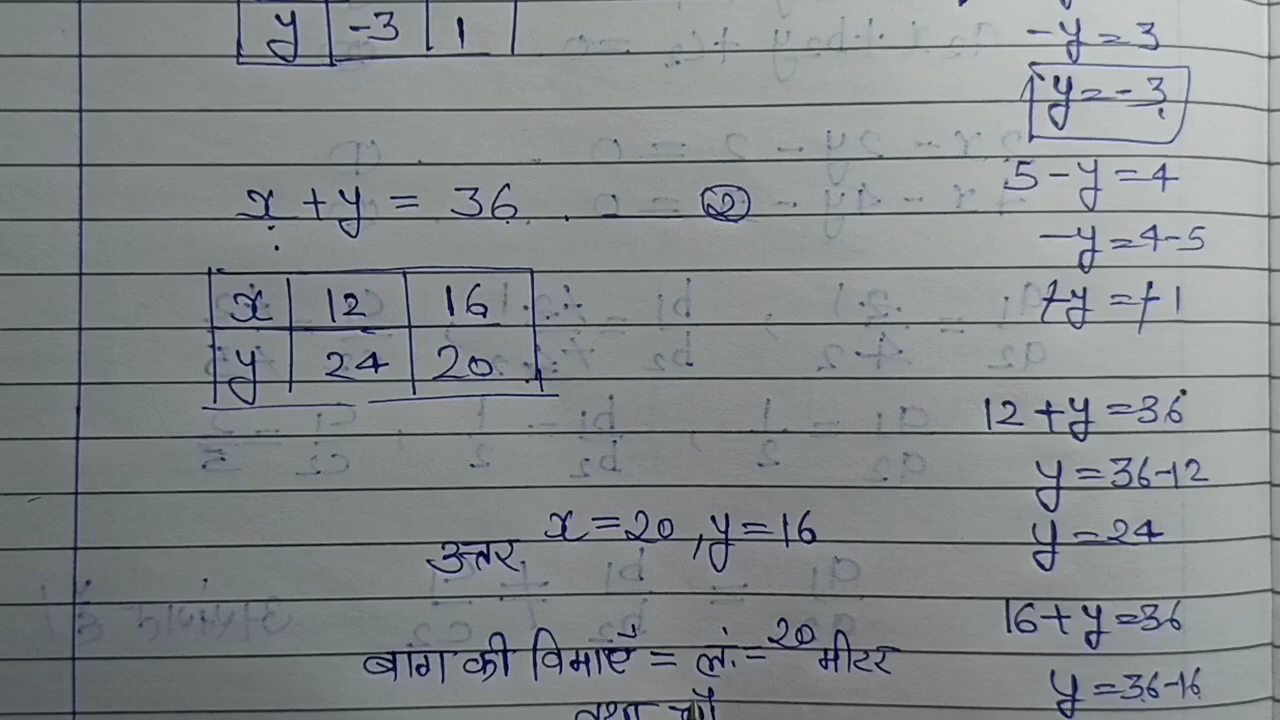 y -3 1
x + y = 36 . ②
x 12 16
y 24 20
उत्तर, x = 20 , y = 16
बाग की विमाएँ = लं. - 20 मीटर
-y = 3
y = -3
5 - y = 4
-y = 4 - 5
+y = +1
12 + y = 36
y = 36 - 12
y = 24
16 + y = 36
y = 36 - 16